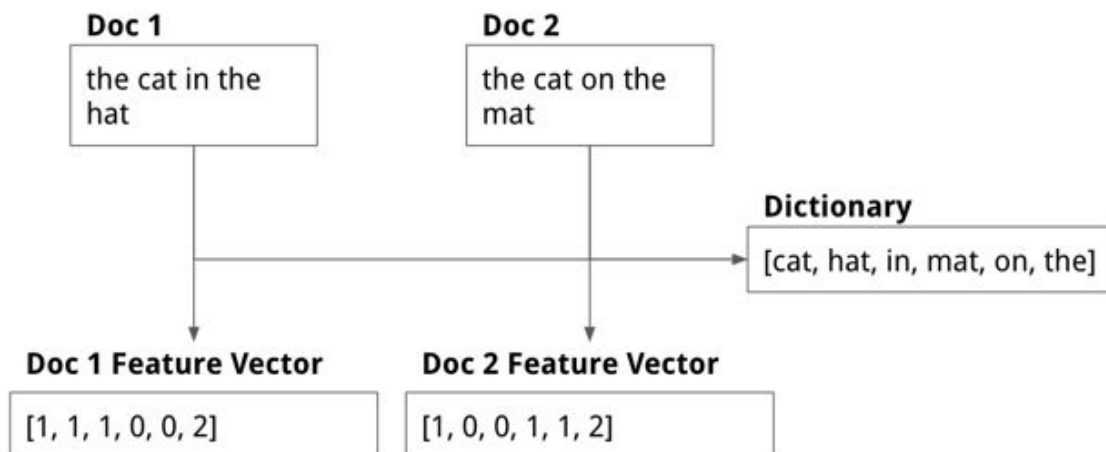 Doc 1
the cat in the
hat
Doc 2
the cat on the
mat
Dictionary
[cat, hat, in, mat, on, the]
Doc 1 Feature Vector
[1, 1, 1, 0, 0, 2]
Doc 2 Feature Vector
[1, 0, 0, 1, 1, 2]